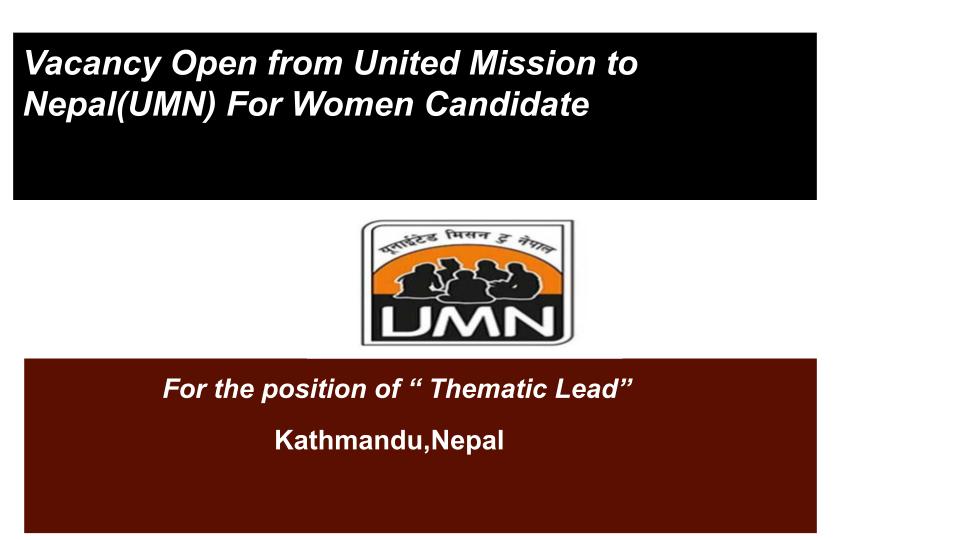 Vacancy Open from United Mission to
Nepal(UMN) For Women Candidate
यूनाईटेड मिसन टु नेपाल
UMN
For the position of “ Thematic Lead”
Kathmandu,Nepal